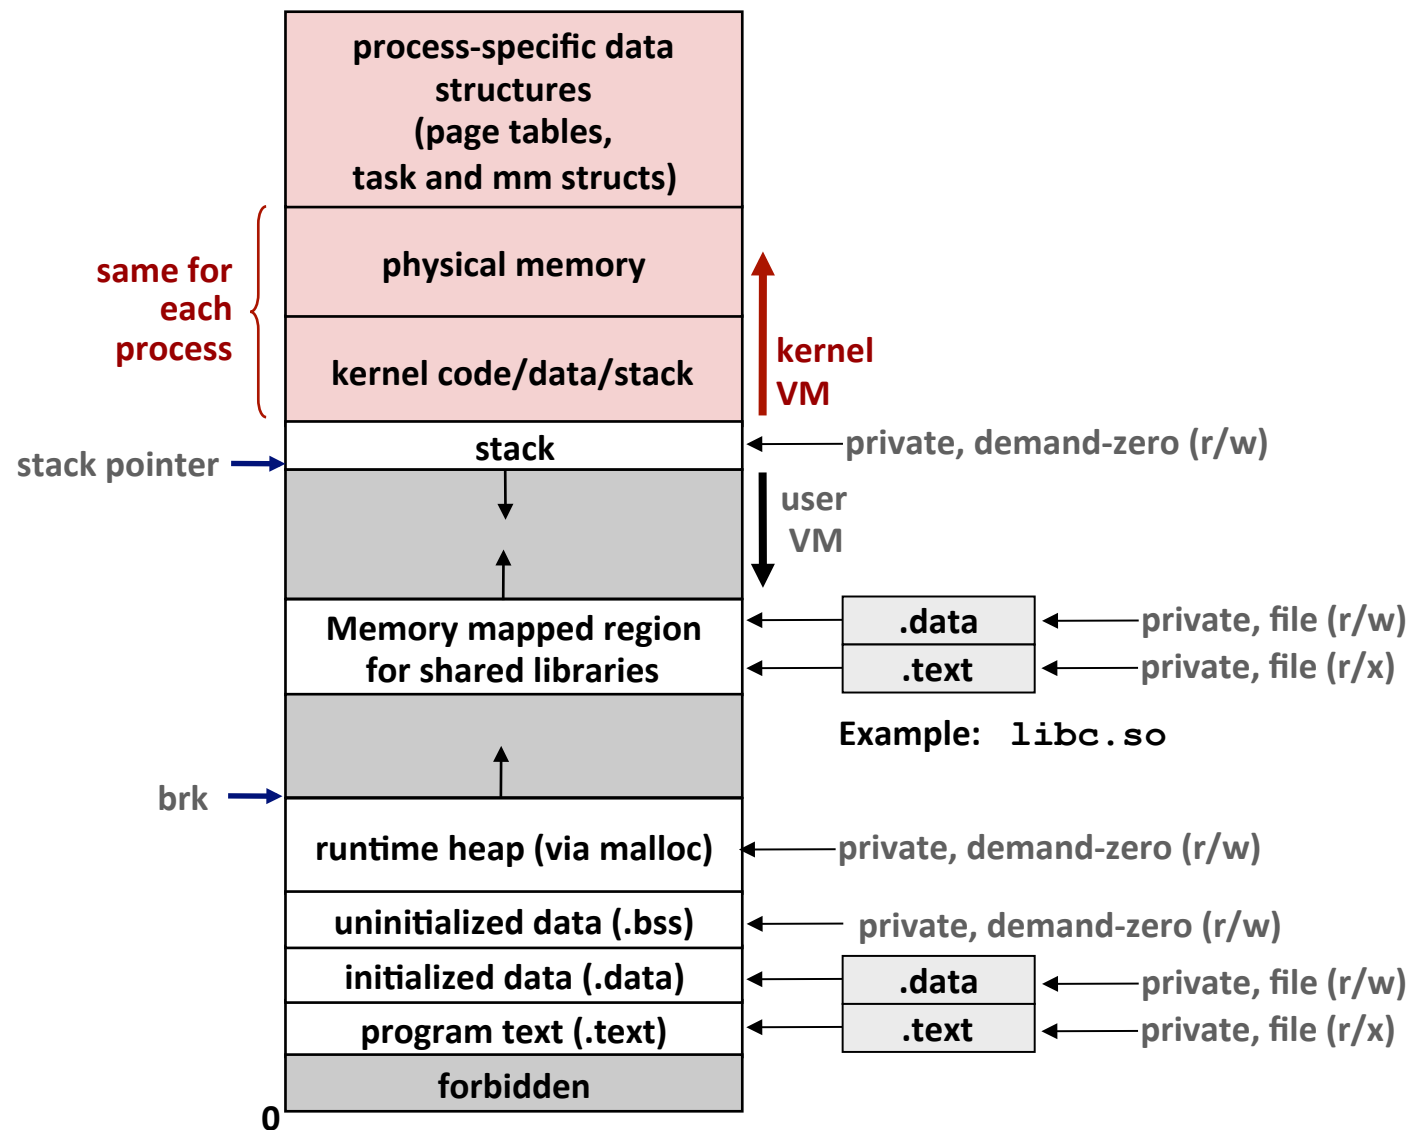 process-specific data
structures
(page tables,
task and mm structs)
same for
each
process
physical memory
kernel code/data/stack
kernel
VM
stack
private, demand-zero (r/w)
stack pointer
user
VM
Memory mapped region
for shared libraries
.data
private, file (r/w)
.text
private, file (r/x)
Example: libc.so
brk
runtime heap (via malloc)
private, demand-zero (r/w)
uninitialized data (.bss)
private, demand-zero (r/w)
initialized data (.data)
.data
private, file (r/w)
program text (.text)
.text
private, file (r/x)
forbidden
0